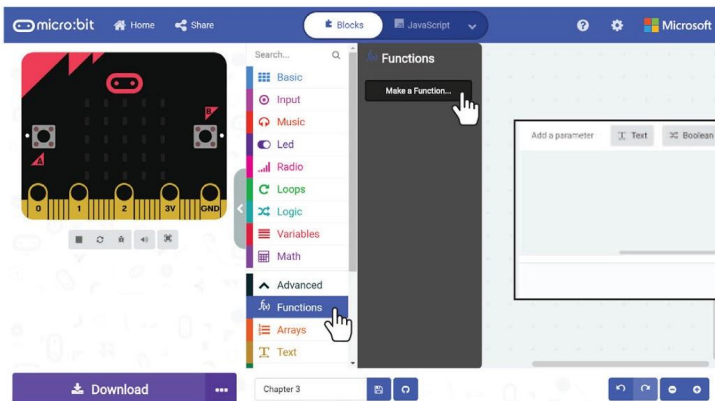 micro:bit Home Share Blocks JavaScript Microsoft
Search...
Basic
Input
Music
Led
Radio
Loops
Logic
Variables
Math
Advanced
Functions
Arrays
Text
Functions
Make a Function...
Add a parameter Text Boolean
B
A
0 1 2 3V GND
Download
Chapter 3